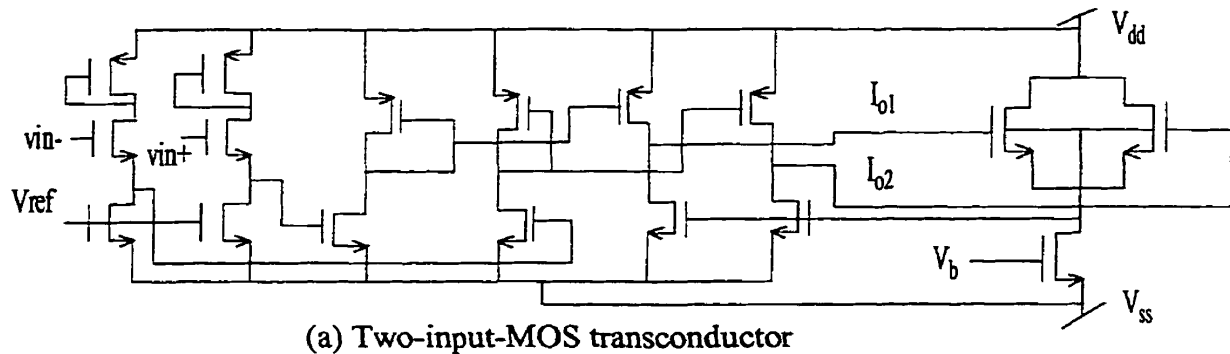 V_dd
I_o1
vin-
vin+
I_o2
Vref
V_b
V_ss
(a) Two-input-MOS transconductor